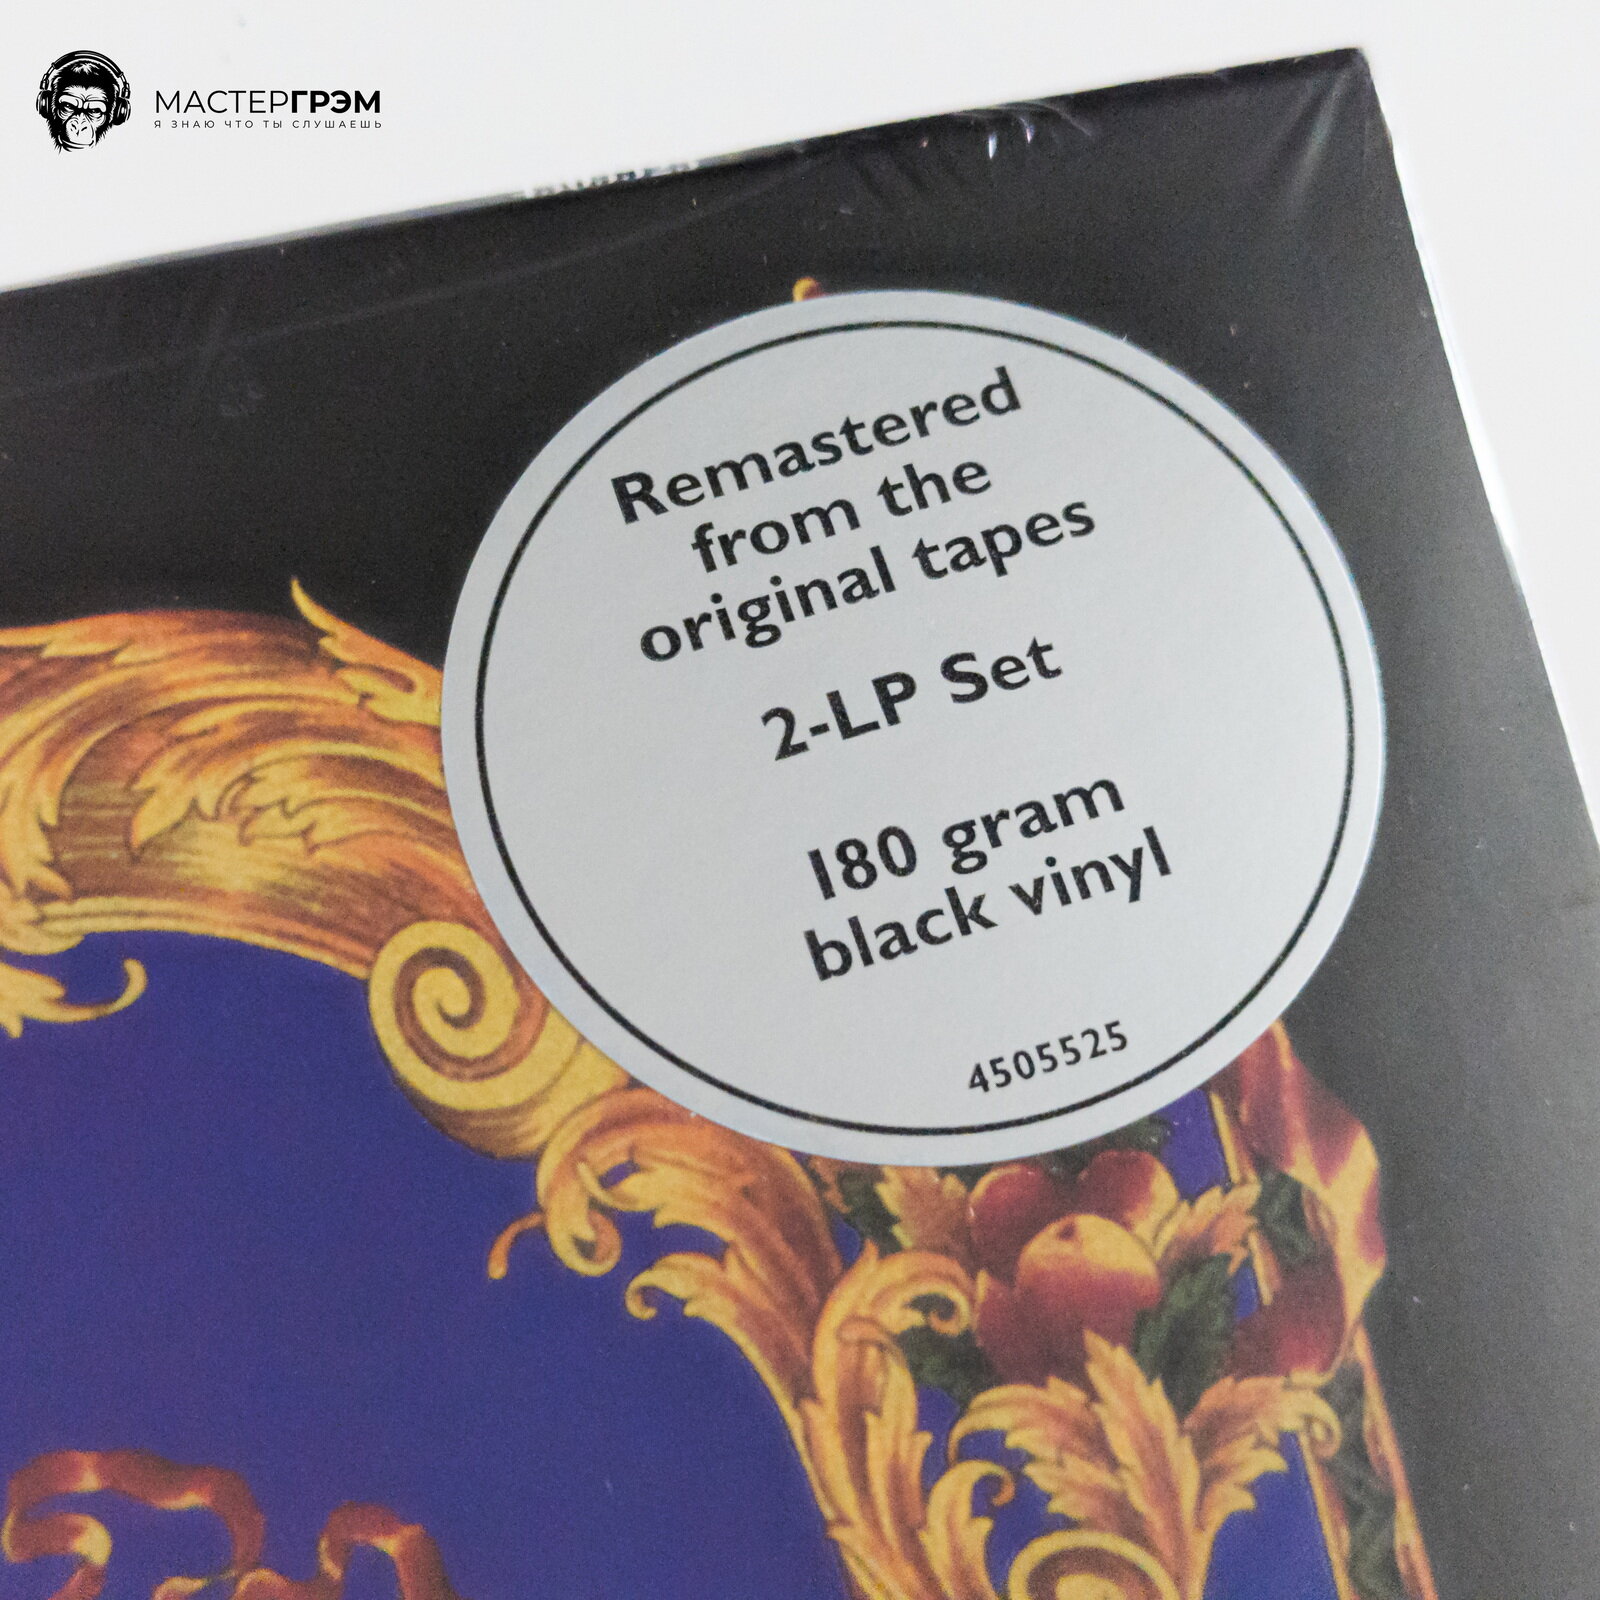 МАСТЕРГРЭМ
Я ЗНАЮ ЧТО ТЫ СЛУШАЕШЬ
Remastered
from the
original tapes
2-LP Set
180 gram
black vinyl
4505525